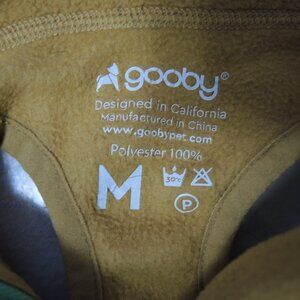 gooby®
Designed in California
Manufactured in China
www.goobypet.com
Polyester 100%
M 30°C
P